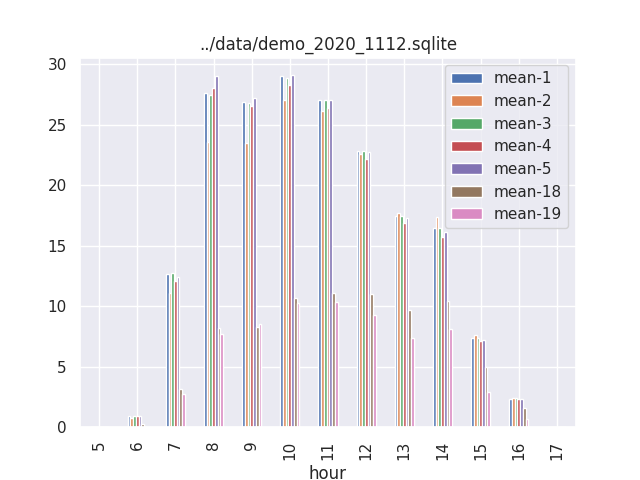 ../data/demo_2020_1112.sqlite
30
25
20
15
10
5
0
mean-1
mean-2
mean-3
mean-4
mean-5
mean-18
mean-19
5 6 7 8 9 10 11 12 13 14 15 16 17
hour